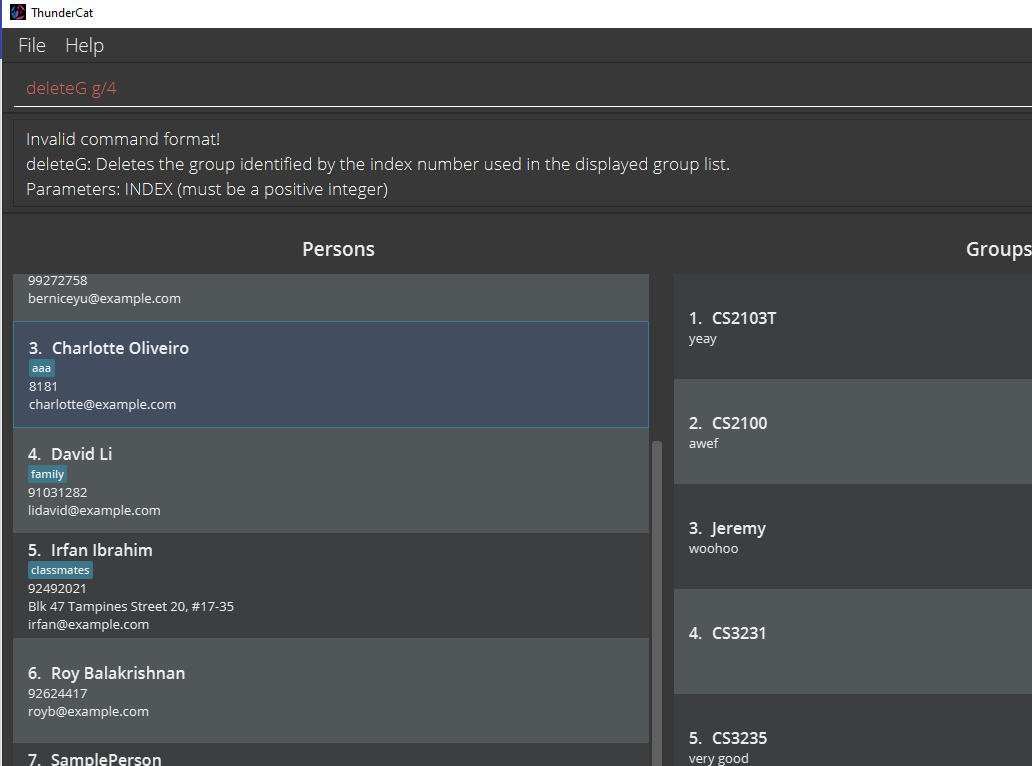 ThunderCat
File Help
deleteG g/4
Invalid command format!
deleteG: Deletes the group identified by the index number used in the displayed group list.
Parameters: INDEX (must be a positive integer)
Persons
99272758
berniceyu@example.com
3. Charlotte Oliveiro
aaa
8181
charlotte@example.com
4. David Li
family
91031282
lidavid@example.com
5. Irfan Ibrahim
classmates
92492021
Blk 47 Tampines Street 20, #17-35
irfan@example.com
6. Roy Balakrishnan
92624417
royb@example.com
7. SamplePerson
Groups
1. CS2103T
yeay
2. CS2100
awef
3. Jeremy
woohoo
4. CS3231
5. CS3235
very good